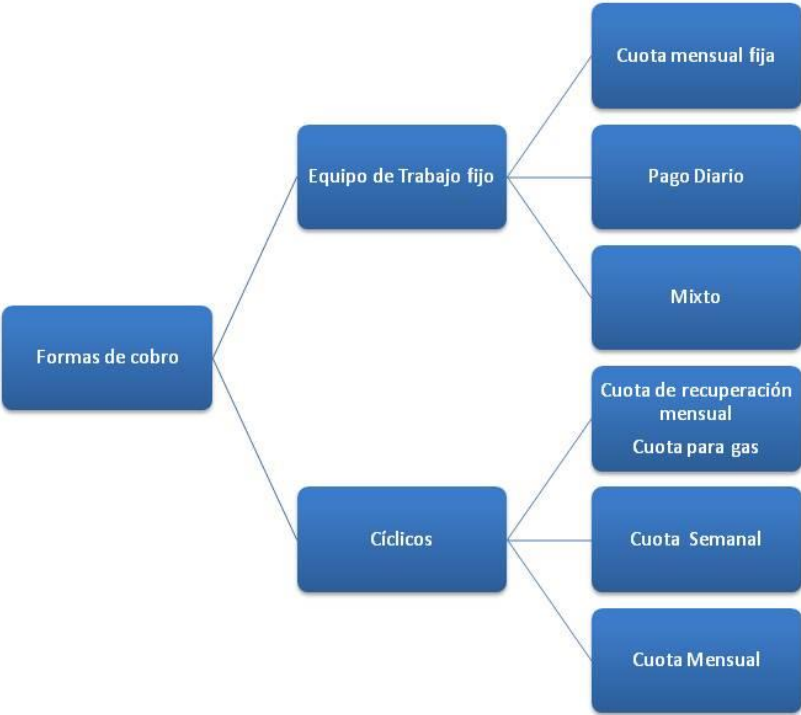 Formas de cobro
Equipo de Trabajo fijo
Cuota mensual fija
Pago Diario
Mixto
Cíclicos
Cuota de recuperación
mensual
Cuota para gas
Cuota Semanal
Cuota Mensual